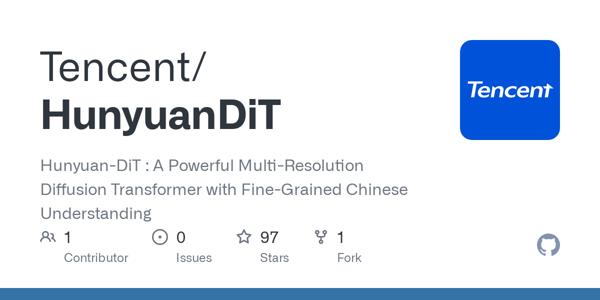 Tencent/
HunyuanDiT
Tencent
Hunyuan-DiT : A Powerful Multi-Resolution
Diffusion Transformer with Fine-Grained Chinese
Understanding
1 0 97 1
Contributor Issues Stars Fork